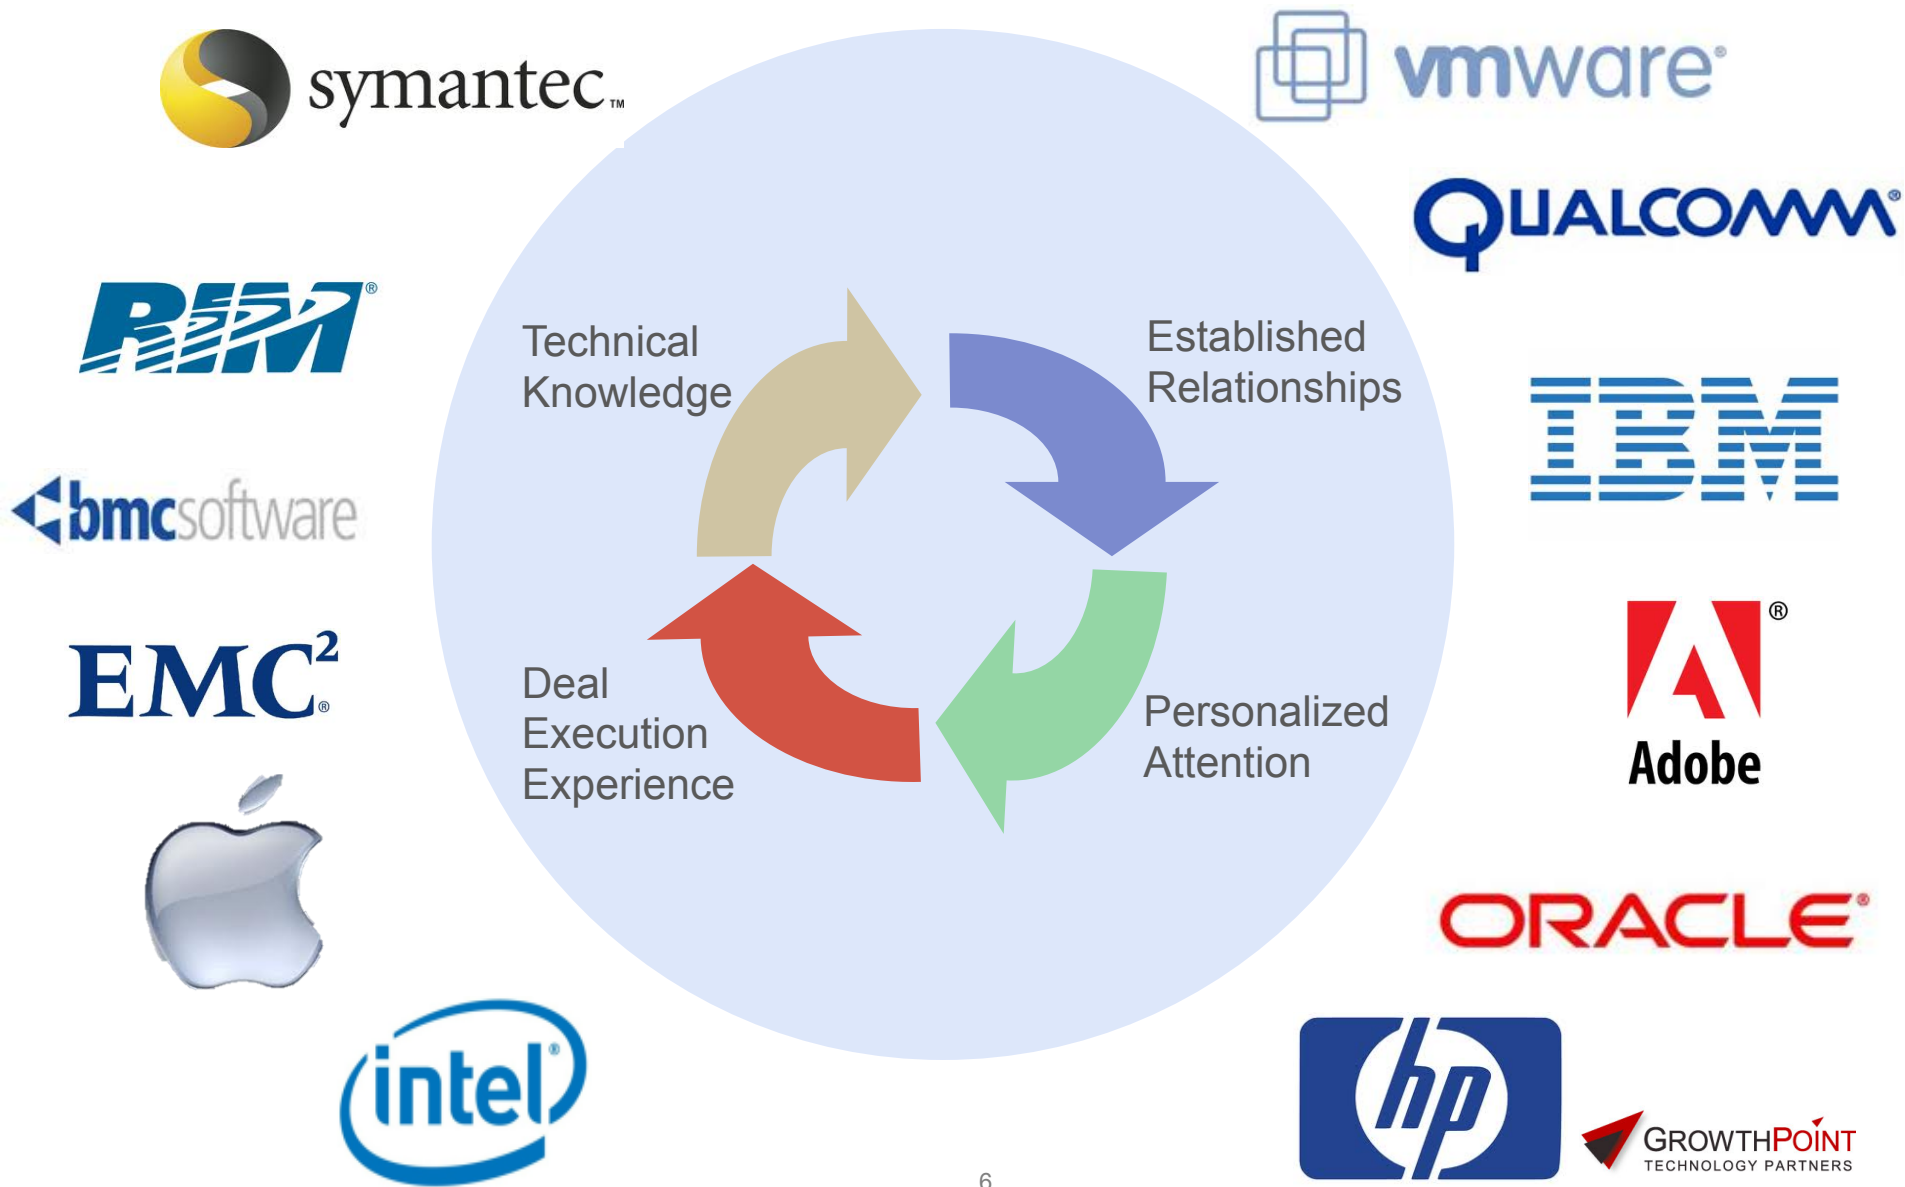 symantec™
vmware®
QUALCOMM®
RIM®
Technical
Knowledge
Established
Relationships
IBM
bmcsoftware
EMC²®
Adobe®
Deal
Execution
Experience
Personalized
Attention
ORACLE®
intel®
hp
GROWTHPOINT
TECHNOLOGY PARTNERS
6